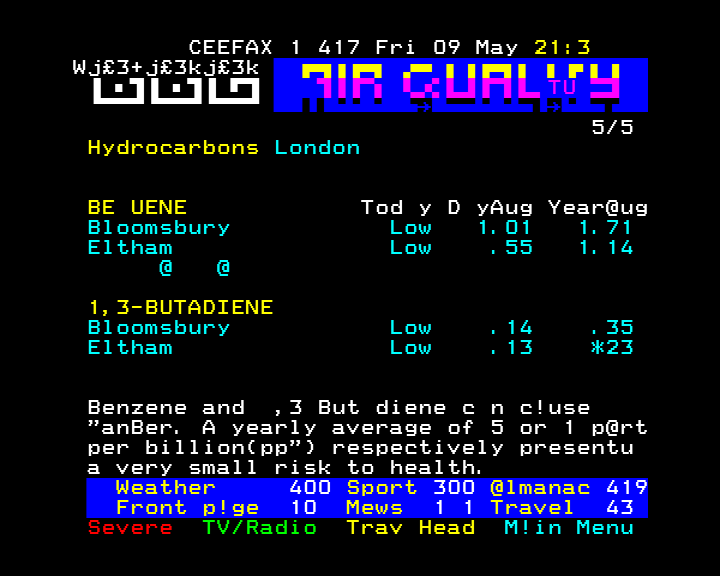 CEEFAX 1 417 Fri 09 May 21:3
Wj£3+j£3kj£3k
AIR QUALITY
TU
5/5
Hydrocarbons London
BE UENE Tod y D yAug Year@ug
Bloomsbury Low 1.01 1.71
Eltham Low .55 1.14
@ @
1,3-BUTADIENE
Bloomsbury Low .14 .35
Eltham Low .13 *23
Benzene and ,3 But diene c n c!use
"anBer. A yearly average of 5 or 1 p@rt
per billion(pp") respectively presentu
a very small risk to health.
Weather 400 Sport 300 @lmanac 419
Front p!ge 10 Mews 1 1 Travel 43
Severe TV/Radio Trav Head M!in Menu